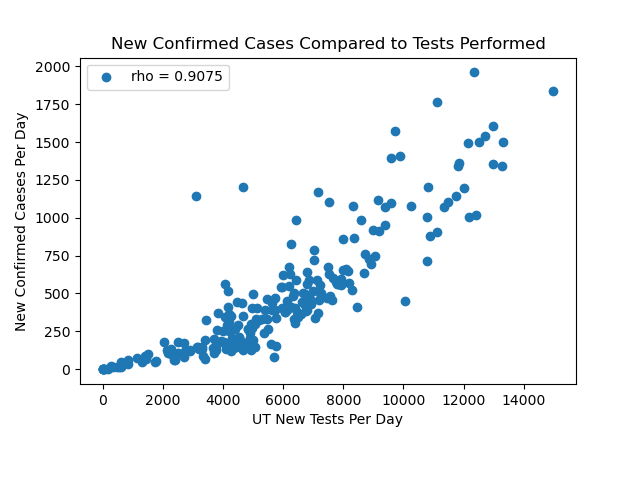 New Confirmed Cases Compared to Tests Performed
rho = 0.9075
New Confirmed Caeses Per Day
2000
1750
1500
1250
1000
750
500
250
0
0 2000 4000 6000 8000 10000 12000 14000
UT New Tests Per Day